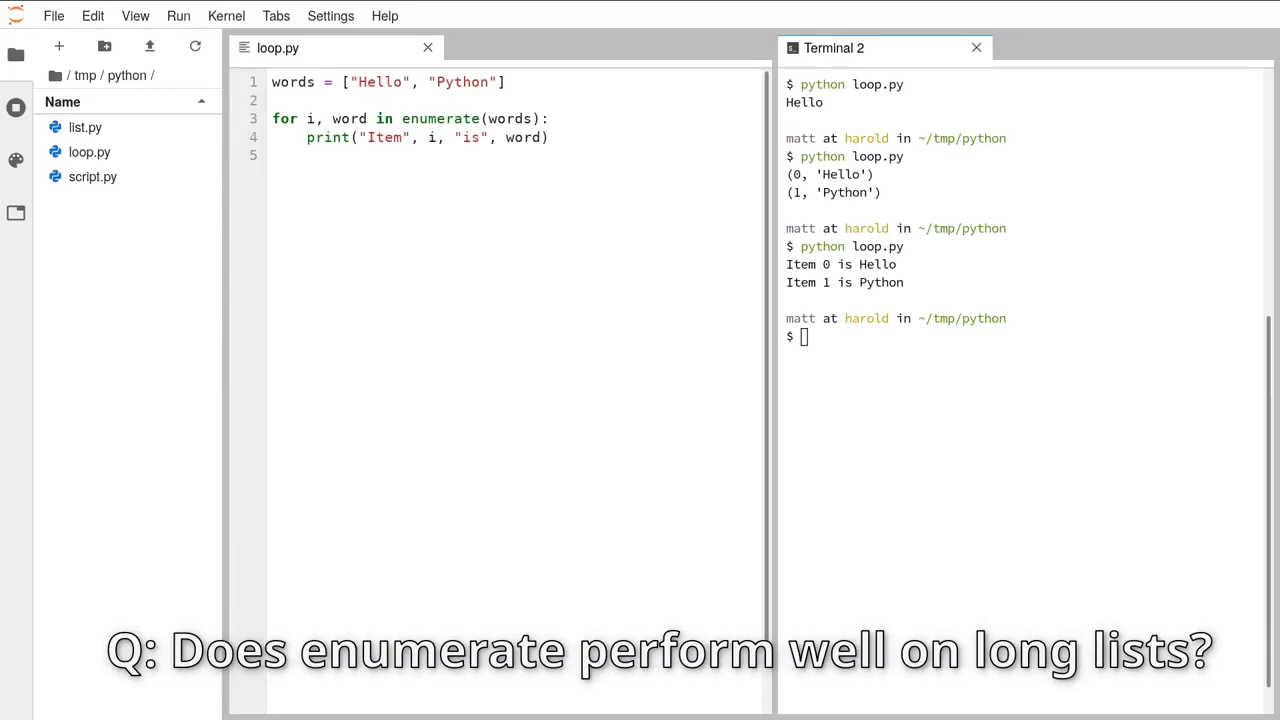 File Edit View Run Kernel Tabs Settings Help
/ tmp / python /
Name
list.py
loop.py
script.py
loop.py
1 words = ["Hello", "Python"]
2
3 for i, word in enumerate(words):
4     print("Item", i, "is", word)
5
Terminal 2
$ python loop.py
Hello
matt at harold in ~/tmp/python
$ python loop.py
(0, 'Hello')
(1, 'Python')
matt at harold in ~/tmp/python
$ python loop.py
Item 0 is Hello
Item 1 is Python
matt at harold in ~/tmp/python
$
Q: Does enumerate perform well on long lists?